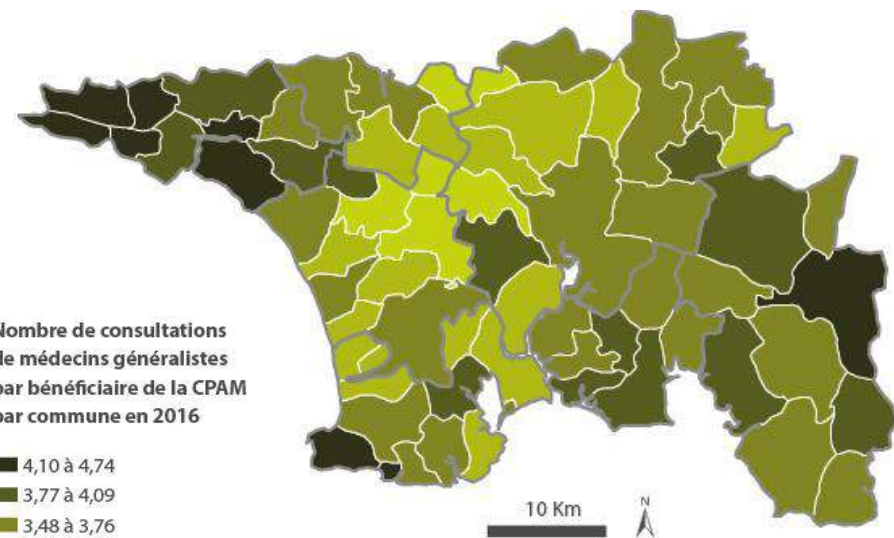 Nombre de consultations
de médecins généralistes
par bénéficiaire de la CPAM
par commune en 2016
4,10 à 4,74
3,77 à 4,09
3,48 à 3,76
10 Km
N